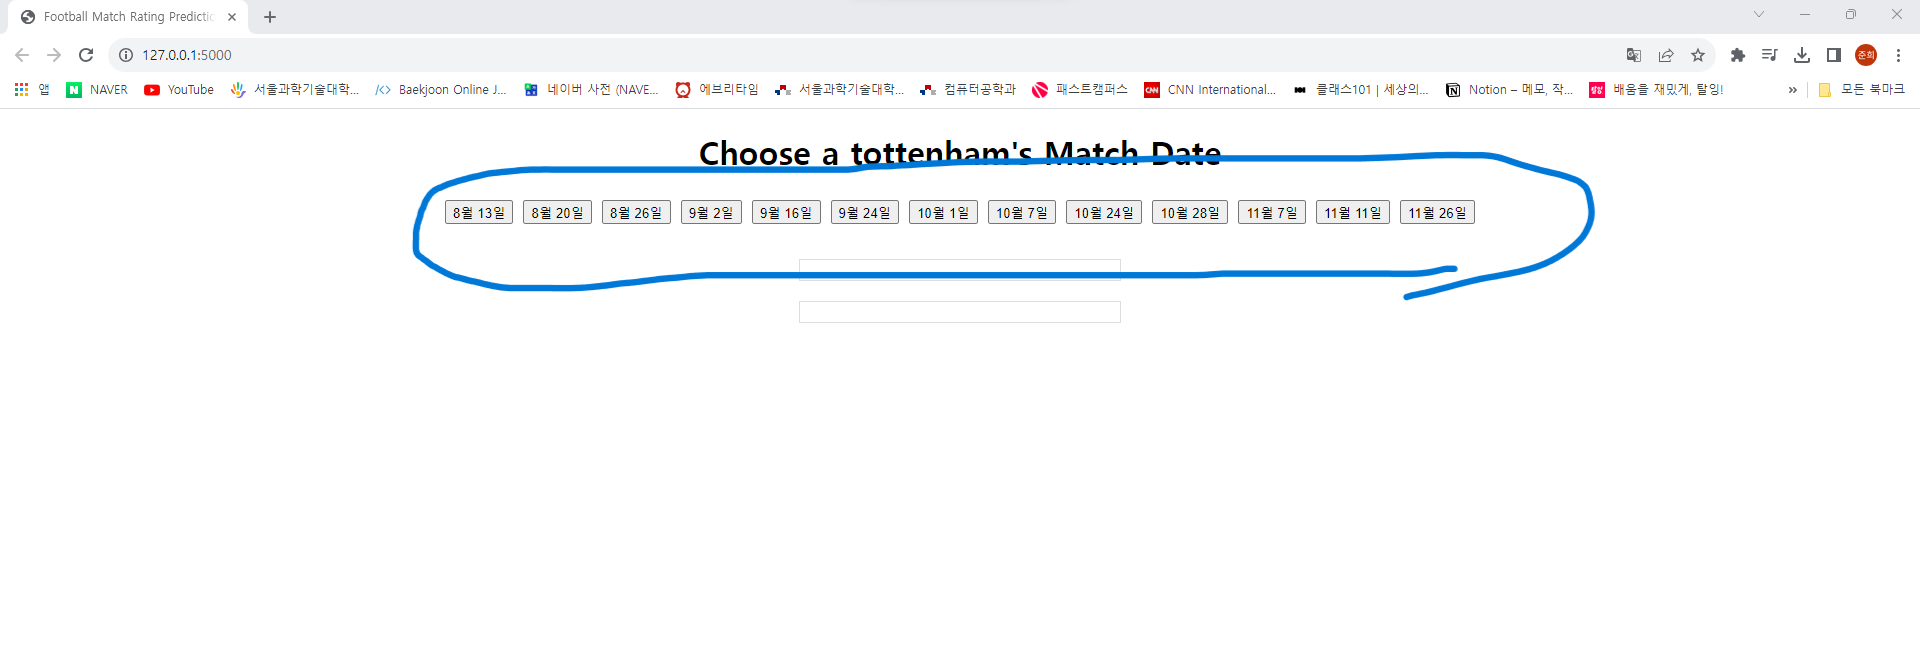 Football Match Rating Predictic
127.0.0.1:5000
준희
앱 NAVER YouTube 서울과학기술대학... Baekjoon Online J... 네이버 사전 (NAVE... 에브리타임 서울과학기술대학... 컴퓨터공학과 패스트캠퍼스 CNN International... 클래스101 | 세상의... Notion – 메모, 작... 배움을 재밌게, 탈잉! » 모든 북마크
Choose a tottenham's Match Date
8월 13일 8월 20일 8월 26일 9월 2일 9월 16일 9월 24일 10월 1일 10월 7일 10월 24일 10월 28일 11월 7일 11월 11일 11월 26일